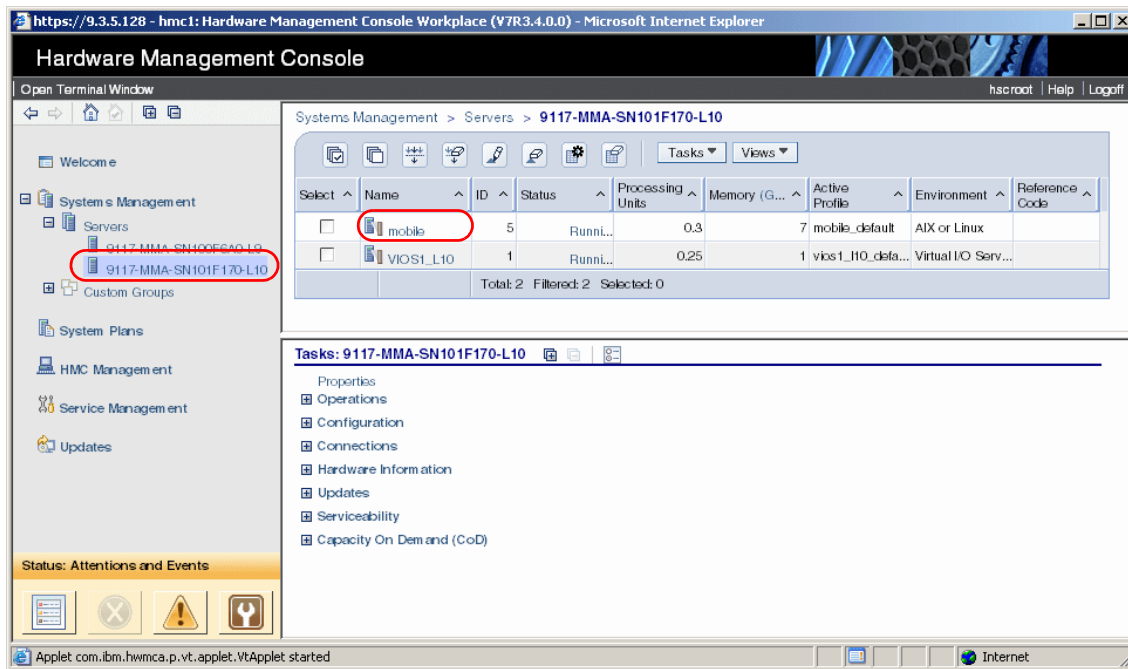 https://9.3.5.128 - hmc1: Hardware Management Console Workplace (V7R3.4.0.0) - Microsoft Internet Explorer
Hardware Management Console
Open Terminal Window
hscroot | Help | Logoff
Systems Management > Servers > 9117-MMA-SN101F170-L10
Tasks Views
Select Name ID Status Processing Units Memory (G... Active Profile Environment Reference Code
mobile 5 Runni... 0.3 7 mobile_default AIX or Linux
VIOS1_L10 1 Runni... 0.25 1 vios1_l10_defa... Virtual I/O Serv...
Total: 2 Filtered: 2 Selected: 0
Welcome
Systems Management
Servers
9117-MMA-SN100F6A0-L9
9117-MMA-SN101F170-L10
Custom Groups
System Plans
HMC Management
Service Management
Updates
Tasks: 9117-MMA-SN101F170-L10
Properties
Operations
Configuration
Connections
Hardware Information
Updates
Serviceability
Capacity On Demand (CoD)
Status: Attentions and Events
Applet com.ibm.hwmca.p.vt.applet.VtApplet started
Internet